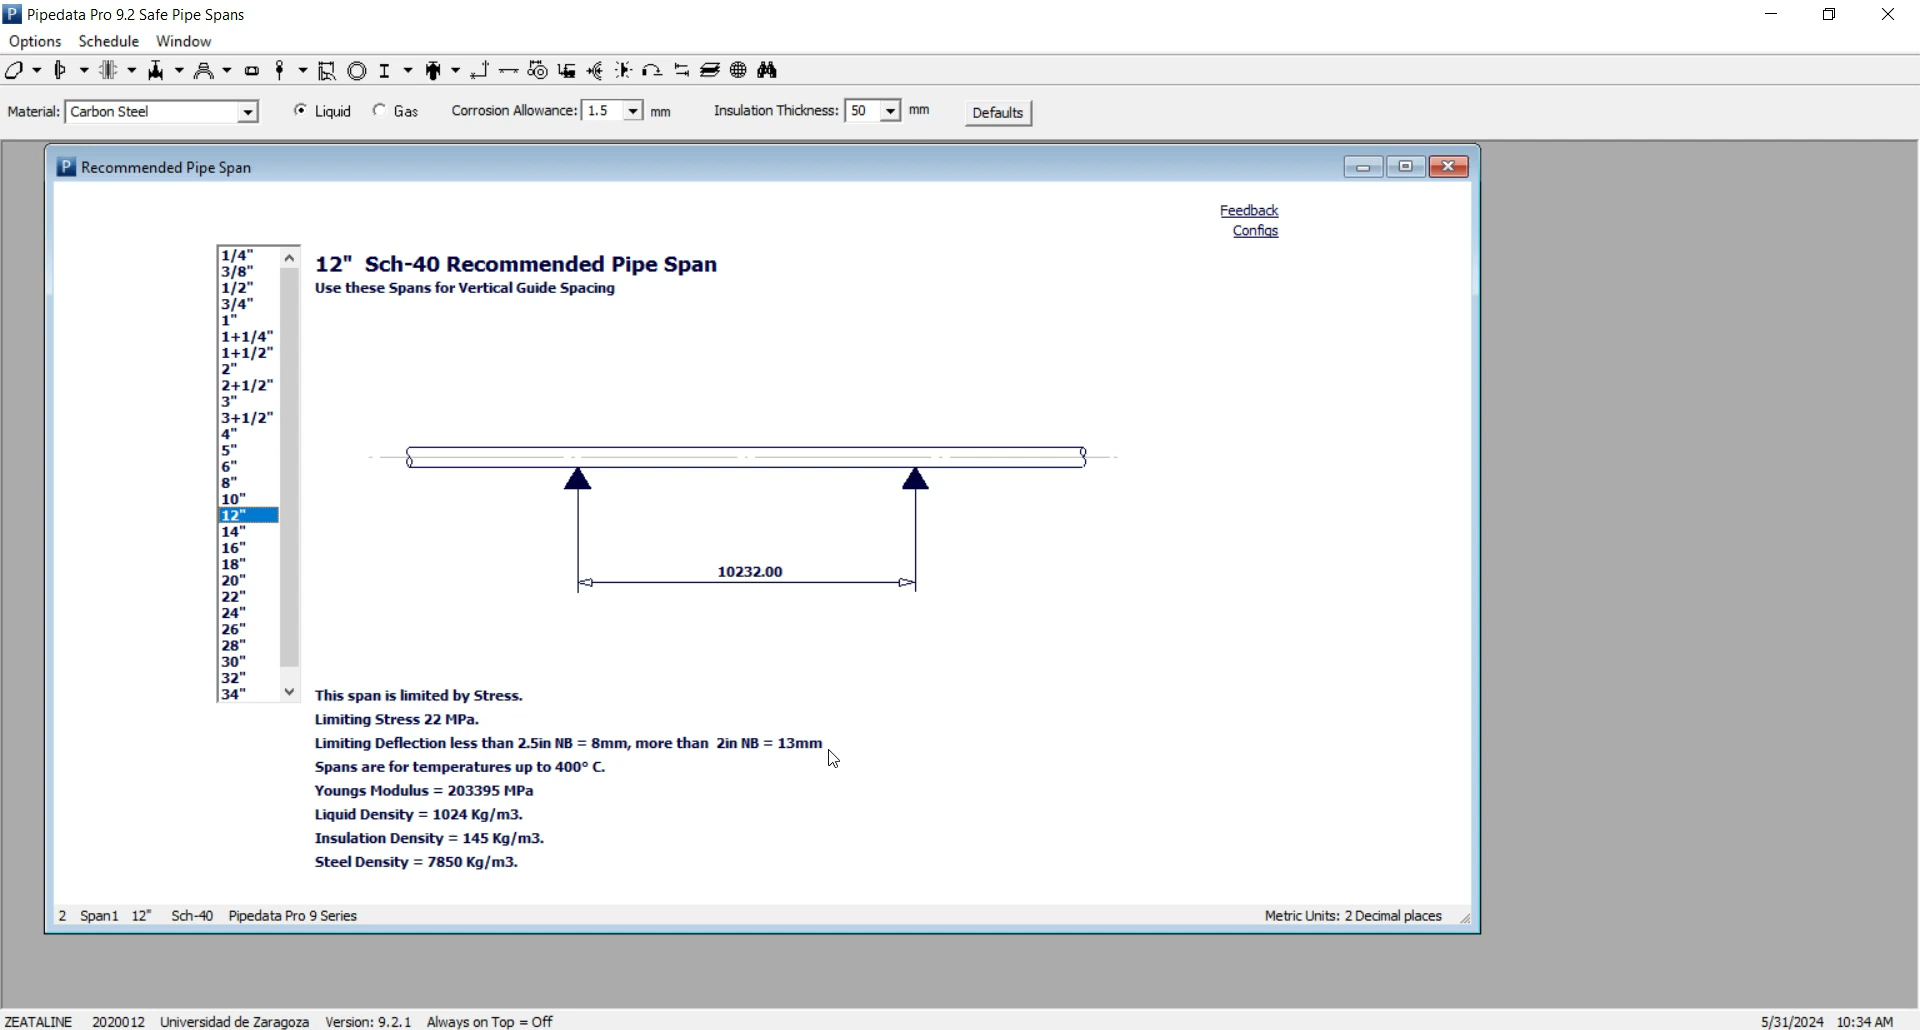 Pipedata Pro 9.2 Safe Pipe Spans
Options Schedule Window
Material: Carbon Steel Liquid Gas Corrosion Allowance: 1.5 mm Insulation Thickness: 50 mm Defaults
P Recommended Pipe Span
Feedback
Configs
1/4"
3/8"
1/2"
3/4"
1"
1+1/4"
1+1/2"
2"
2+1/2"
3"
3+1/2"
4"
5"
6"
8"
10"
12"
14"
16"
18"
20"
22"
24"
26"
28"
30"
32"
34"
12" Sch-40 Recommended Pipe Span
Use these Spans for Vertical Guide Spacing
10232.00
This span is limited by Stress.
Limiting Stress 22 MPa.
Limiting Deflection less than 2.5in NB = 8mm, more than 2in NB = 13mm
Spans are for temperatures up to 400° C.
Youngs Modulus = 203395 MPa
Liquid Density = 1024 Kg/m3.
Insulation Density = 145 Kg/m3.
Steel Density = 7850 Kg/m3.
2 Span1 12" Sch-40 Pipedata Pro 9 Series Metric Units: 2 Decimal places
ZEATALINE 2020012 Universidad de Zaragoza Version: 9.2.1 Always on Top = Off 5/31/2024 10:34 AM